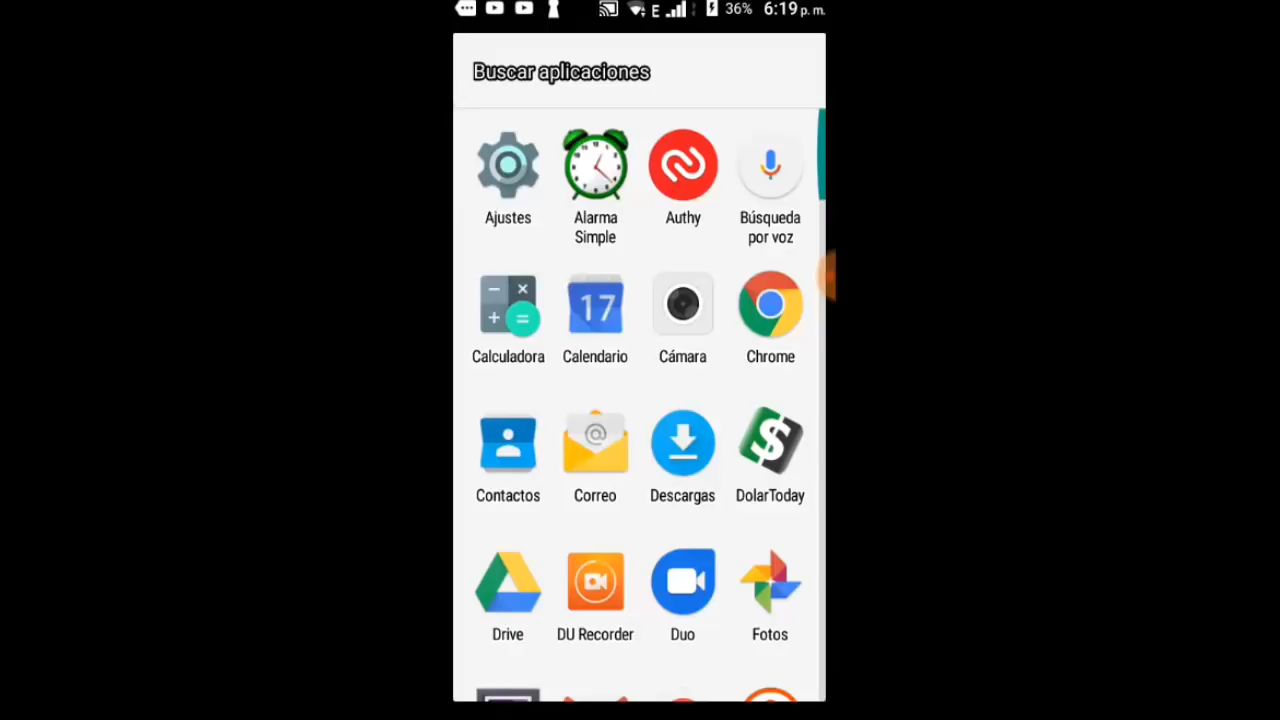 E 36% 6:19 p.m.
Buscar aplicaciones
Ajustes
Alarma Simple
Authy
Búsqueda por voz
Calculadora
17
Calendario
Cámara
Chrome
Contactos
@
Correo
Descargas
$
DolarToday
Drive
DU Recorder
Duo
Fotos